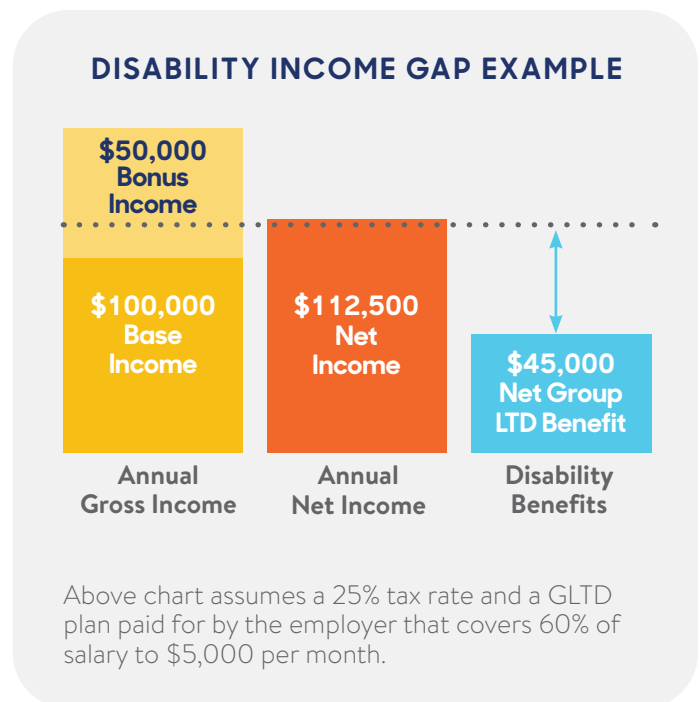 DISABILITY INCOME GAP EXAMPLE
$50,000
Bonus
Income
$100,000
Base
Income
$112,500
Net
Income
$45,000
Net Group
LTD Benefit
Annual
Gross Income
Annual
Net Income
Disability
Benefits
Above chart assumes a 25% tax rate and a GLTD
plan paid for by the employer that covers 60% of
salary to $5,000 per month.